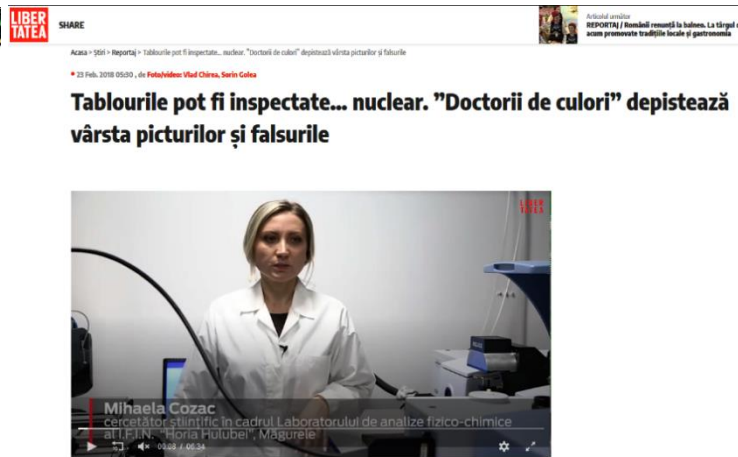 LIBER
TATEA
SHARE
Articolul următor
REPORTAJ / Românii renunță la balneo. La târgul d
acum promovate tradițiile locale și gastronomia
Acasa > Știri > Reportaj > Tablourile pot fi inspectate... nuclear. "Doctorii de culori" depistează vârsta picturilor și falsurile
23 Feb. 2018 05:50 , de Foto/video: Vlad Chirea, Sorin Golea
Tablourile pot fi inspectate... nuclear. ”Doctorii de culori” depistează
vârsta picturilor și falsurile
LIBER
TATEA
Mihaela Cozac
cercetător științific în cadrul Laboratorului de analize fizico-chimice
al I.F.I.N. "Horia Hulubei", Măgurele
00:08 / 06:34